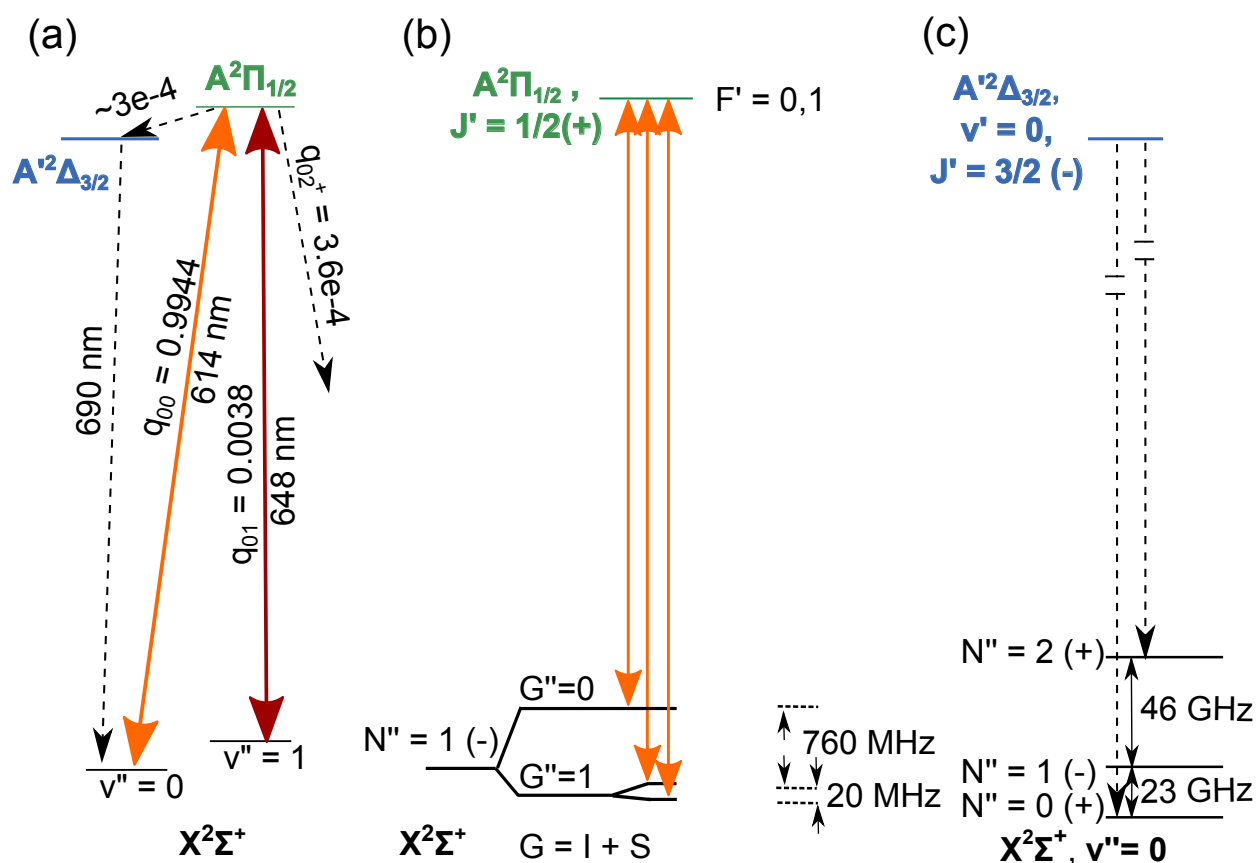 (a)
A²Π₁/₂
~3e-4
A'²Δ₃/₂
690 nm
q₀₀ = 0.9944
614 nm
q₀₁ = 0.0038
648 nm
q₀₂⁺ = 3.6e-4
v" = 0
v" = 1
X²Σ⁺
(b)
A²Π₁/₂ ,
J' = 1/2(+)
F' = 0,1
G"=0
N" = 1 (-)
G"=1
760 MHz
20 MHz
X²Σ⁺
G = I + S
(c)
A'²Δ₃/₂,
v' = 0,
J' = 3/2 (-)
N" = 2 (+)
46 GHz
N" = 1 (-)
23 GHz
N" = 0 (+)
X²Σ⁺, v"= 0